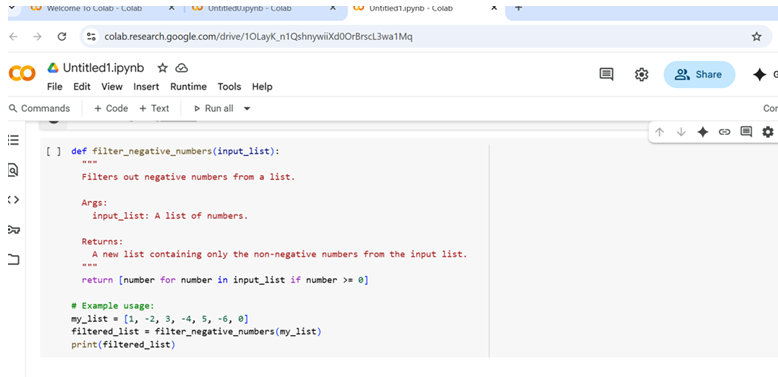 Welcome To Colab - Colab
Untitled0.ipynb - Colab
Untitled1.ipynb - Colab
colab.research.google.com/drive/1OLayK_n1QshnywiiXd0OrBrscL3wa1Mq
Untitled1.ipynb
File Edit View Insert Runtime Tools Help
Share
Commands + Code + Text Run all
[ ] def filter_negative_numbers(input_list):
"""
Filters out negative numbers from a list.
Args:
input_list: A list of numbers.
Returns:
A new list containing only the non-negative numbers from the input list.
"""
return [number for number in input_list if number >= 0]
# Example usage:
my_list = [1, -2, 3, -4, 5, -6, 0]
filtered_list = filter_negative_numbers(my_list)
print(filtered_list)